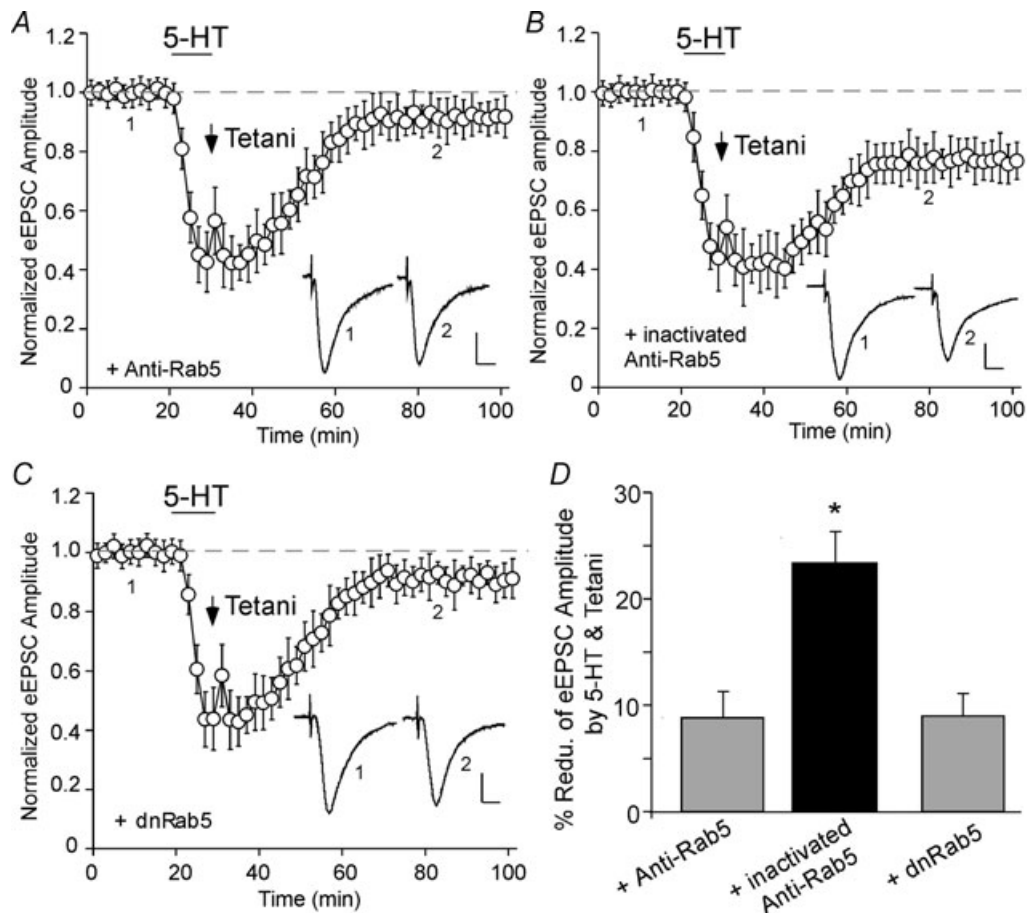 A
5-HT
Tetani
1
2
1
2
+ Anti-Rab5
Normalized eEPSC Amplitude
1.2
1.0
0.8
0.6
0.4
0.2
0
0 20 40 60 80 100
Time (min)
B
5-HT
Tetani
1
2
1
2
+ inactivated
Anti-Rab5
Normalized eEPSC amplitude
1.2
1.0
0.8
0.6
0.4
0.2
0
0 20 40 60 80 100
Time (min)
C
5-HT
Tetani
1
2
1
2
+ dnRab5
Normalized eEPSC Amplitude
1.2
1.0
0.8
0.6
0.4
0.2
0
0 20 40 60 80 100
Time (min)
D
% Redu. of eEPSC Amplitude
by 5-HT & Tetani
30
20
10
0
*
+ Anti-Rab5
+ inactivated
Anti-Rab5
+ dnRab5